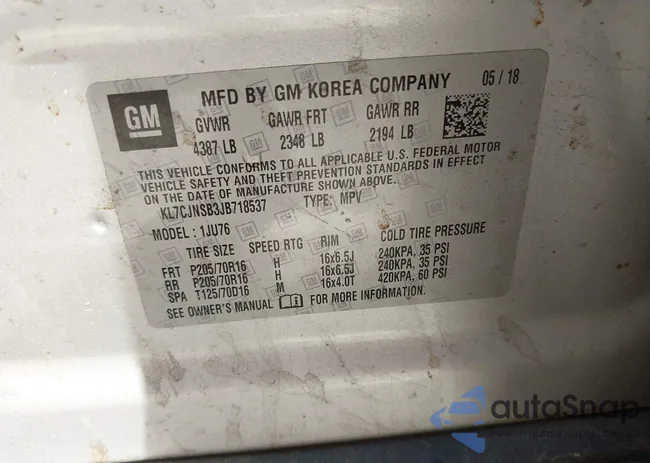 GM
MFD BY GM KOREA COMPANY 05 / 18
GVWR GAWR FRT GAWR RR
4387 LB 2348 LB 2194 LB
THIS VEHICLE CONFORMS TO ALL APPLICABLE U.S. FEDERAL MOTOR
VEHICLE SAFETY AND THEFT PREVENTION STANDARDS IN EFFECT
ON THE DATE OF MANUFACTURE SHOWN ABOVE.
KL7CJNSB3JB718537 TYPE: MPV
MODEL: 1JU76
TIRE SIZE SPEED RTG RIM COLD TIRE PRESSURE
FRT P205/70R16 H 16x6.5J 240KPA, 35 PSI
RR P205/70R16 H 16x6.5J 240KPA, 35 PSI
SPA T125/70D16 M 16x4.0T 420KPA, 60 PSI
SEE OWNER'S MANUAL FOR MORE INFORMATION.
autoSnap